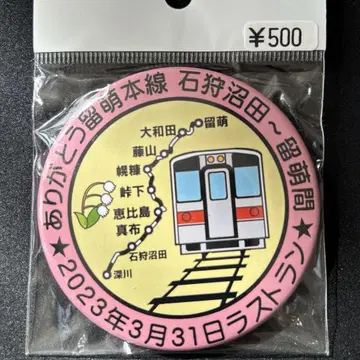 ¥500
ありがとう留萌本線 石狩沼田～留萌間
留萌
大和田
藤山
幌糠
峠下
恵比島
真布
石狩沼田
深川
★2023年3月31日ラストラン★